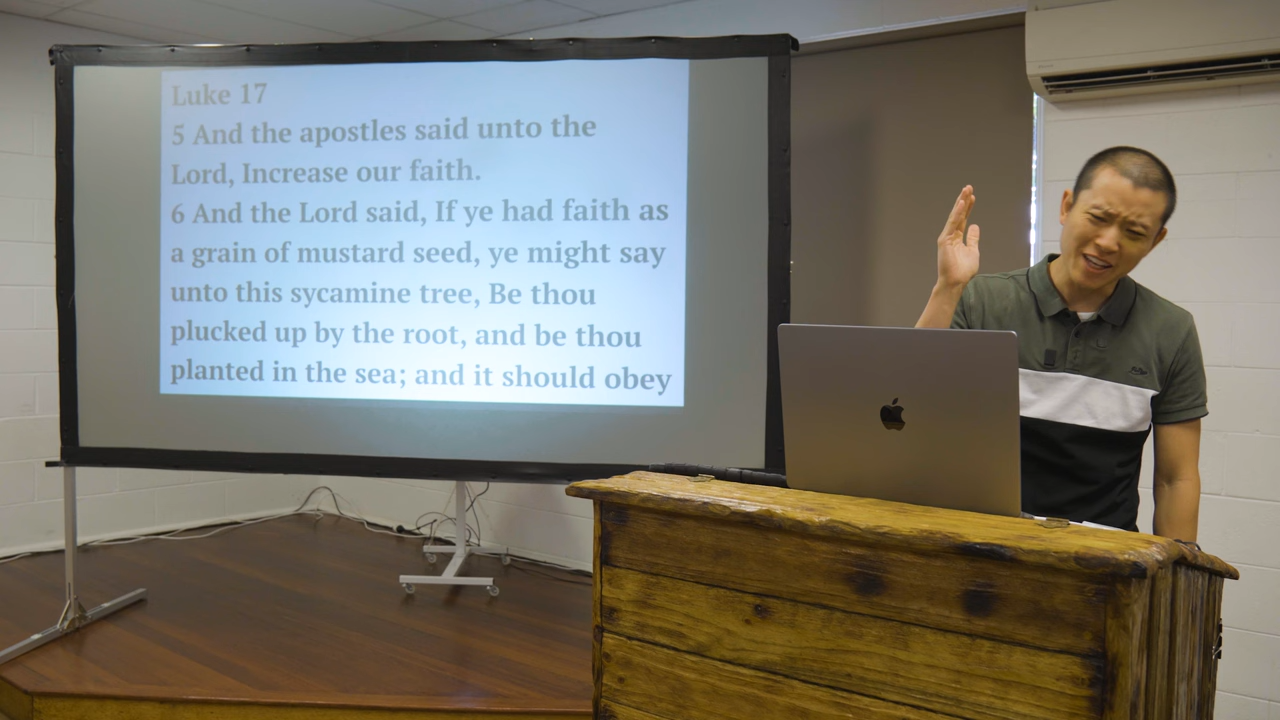 Luke 17
5 And the apostles said unto the
Lord, Increase our faith.
6 And the Lord said, If ye had faith as
a grain of mustard seed, ye might say
unto this sycamine tree, Be thou
plucked up by the root, and be thou
planted in the sea; and it should obey